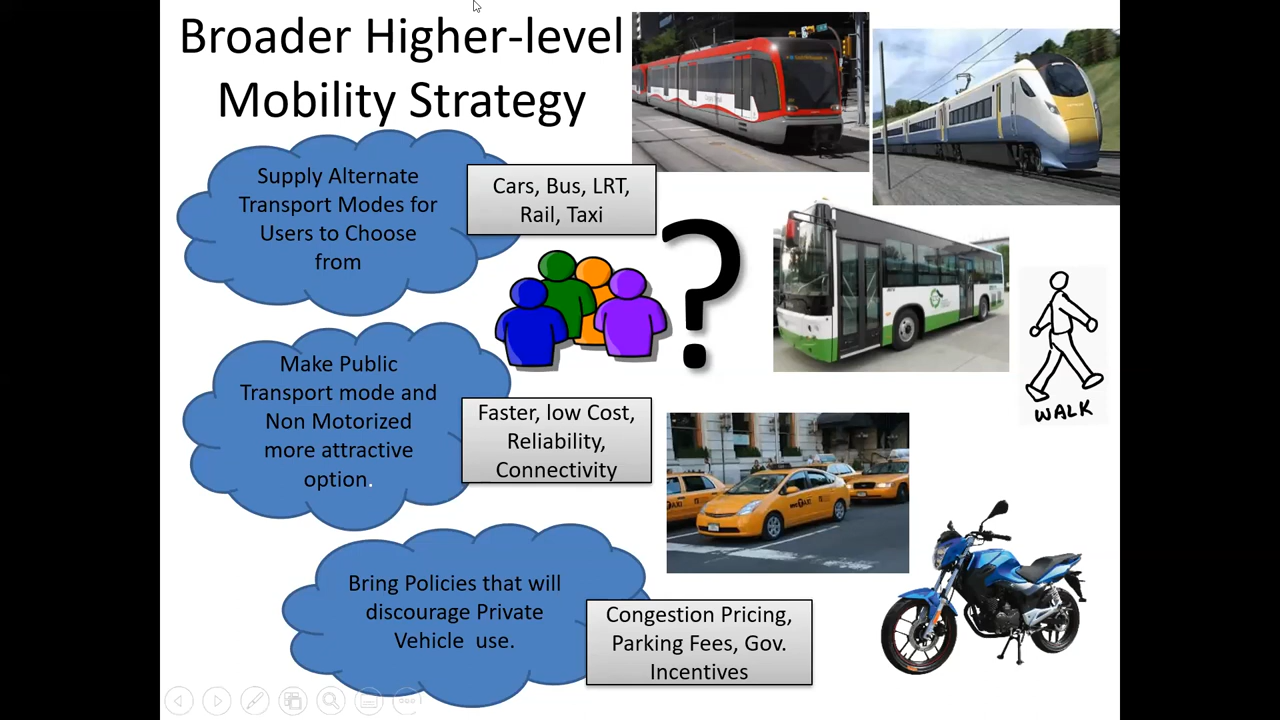 Broader Higher-level
Mobility Strategy
Supply Alternate
Transport Modes for
Users to Choose
from
Cars, Bus, LRT,
Rail, Taxi
?
Make Public
Transport mode and
Non Motorized
more attractive
option.
Faster, low Cost,
Reliability,
Connectivity
WALK
Bring Policies that will
discourage Private
Vehicle use.
Congestion Pricing,
Parking Fees, Gov.
Incentives